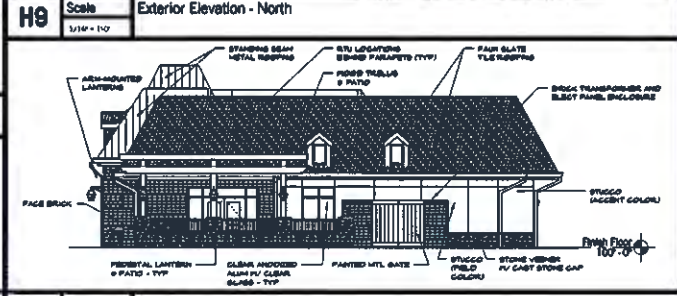 H9
Scale
Exterior Elevation - North
STANDING SEAM
METAL ROOFING
RTU LOCATIONS
BEHIND PARAPETS (TYP)
FAUX SLATE
TILE ROOFING
ARM-MOUNTED
LANTERNS
WOOD TRELLIS
@ PATIO
BRICK TRANSFORMER AND
ELECT PANEL ENCLOSURE
FACE BRICK
STUCCO
(ACCENT COLOR)
Finish Floor
100'-0"
PEDESTAL LANTERN
@ PATIO - TYP
CLEAR ANODIZED
ALUM W/ CLEAR
GLASS - TYP
PAINTED MTL GATE
STUCCO
(FIELD
COLOR)
STONE VENEER
W/ CAST STONE CAP